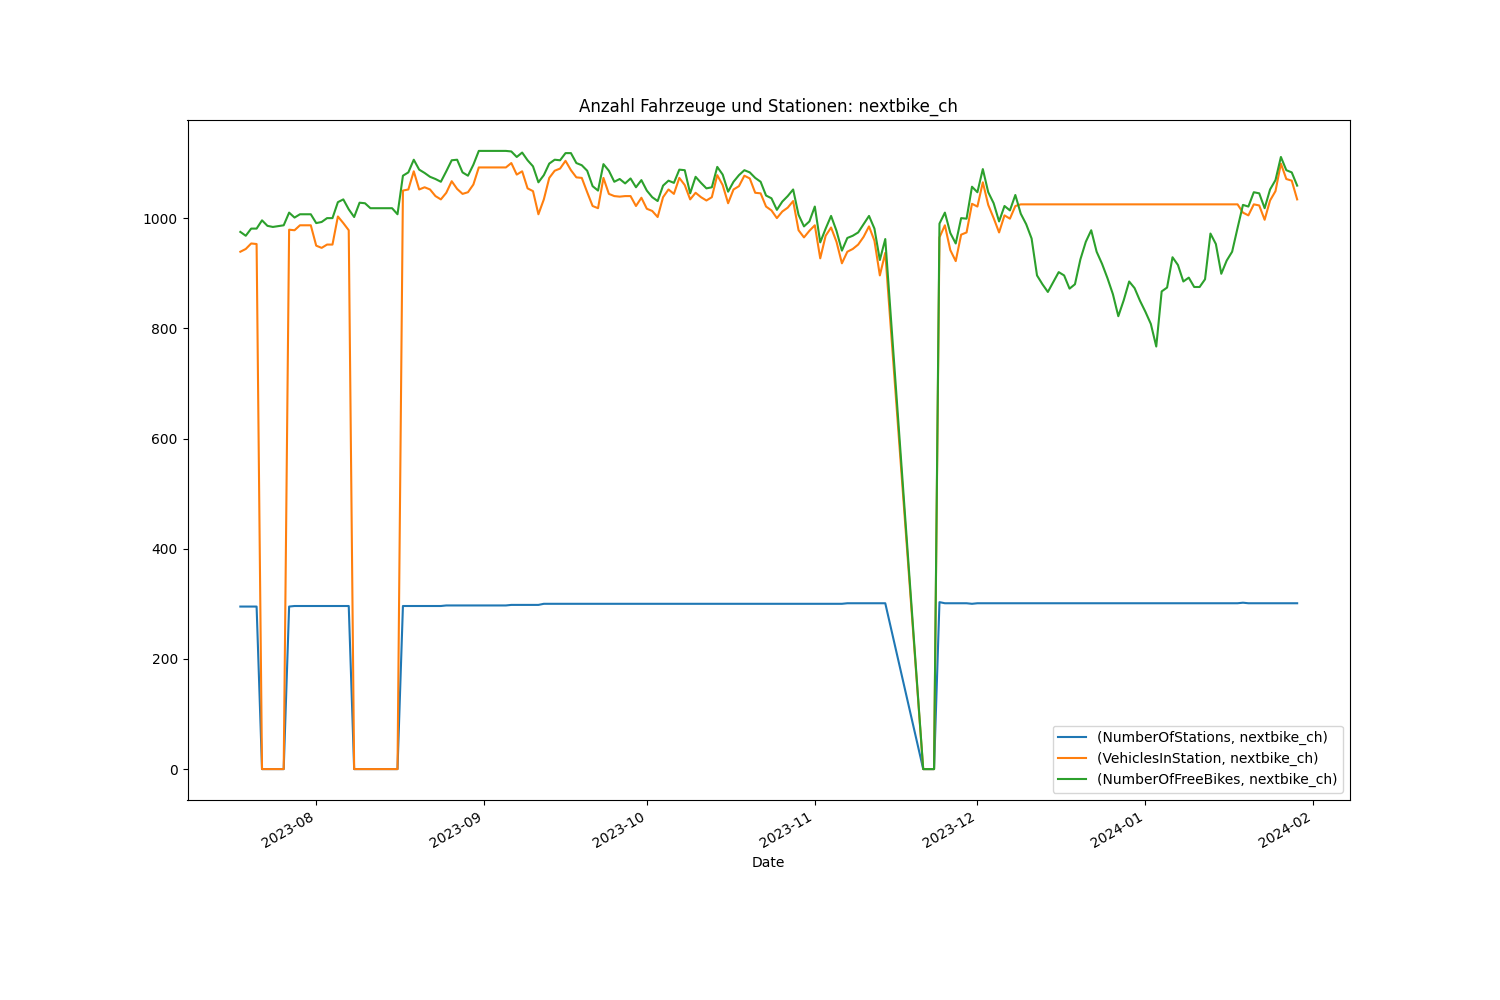 Anzahl Fahrzeuge und Stationen: nextbike_ch
1000
800
600
400
200
0
(NumberOfStations, nextbike_ch)
(VehiclesInStation, nextbike_ch)
(NumberOfFreeBikes, nextbike_ch)
2023-08
2023-09
2023-10
2023-11
2023-12
2024-01
2024-02
Date